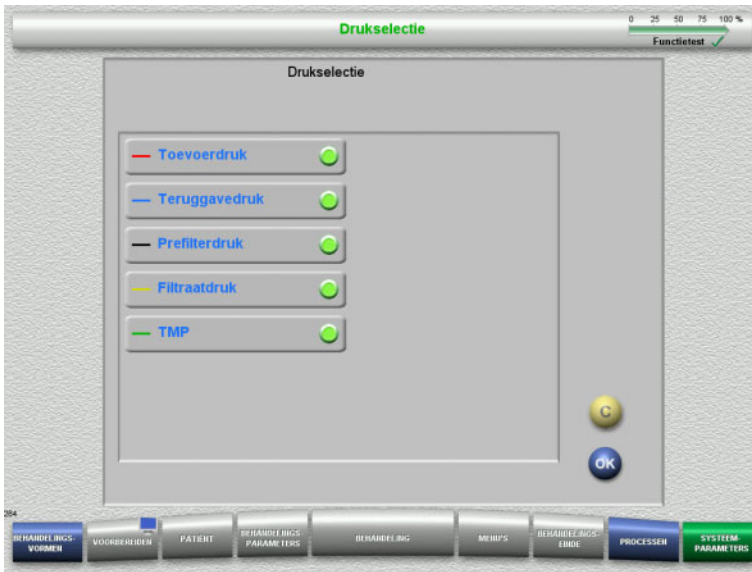 Drukselectie
0 25 50 75 100 %
Functietest
Drukselectie
Toevoerdruk
Teruggavedruk
Prefilterdruk
Filtraatdruk
TMP
C
OK
284
BEHANDELINGS-
VORMEN
VOORBEREIDEN
PATIËNT
BEHANDELINGS
PARAMETERS
BEHANDELING
MENU'S
BEHANDELINGS-
EINDE
PROCESSEN
SYSTEEM-
PARAMETERS